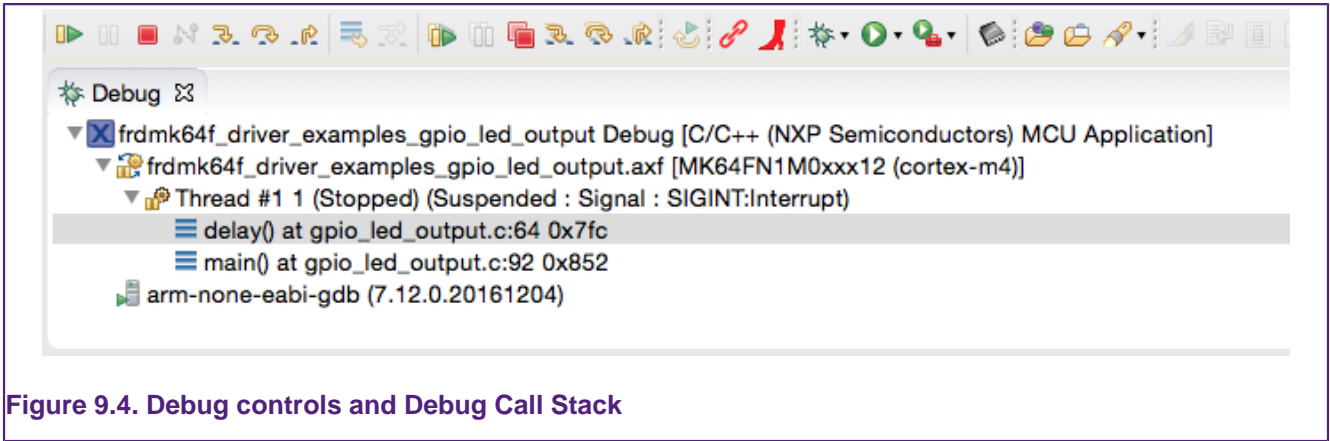 Debug
frdmk64f_driver_examples_gpio_led_output Debug [C/C++ (NXP Semiconductors) MCU Application]
frdmk64f_driver_examples_gpio_led_output.axf [MK64FN1M0xxx12 (cortex-m4)]
Thread #1 1 (Stopped) (Suspended : Signal : SIGINT:Interrupt)
delay() at gpio_led_output.c:64 0x7fc
main() at gpio_led_output.c:92 0x852
arm-none-eabi-gdb (7.12.0.20161204)
Figure 9.4. Debug controls and Debug Call Stack